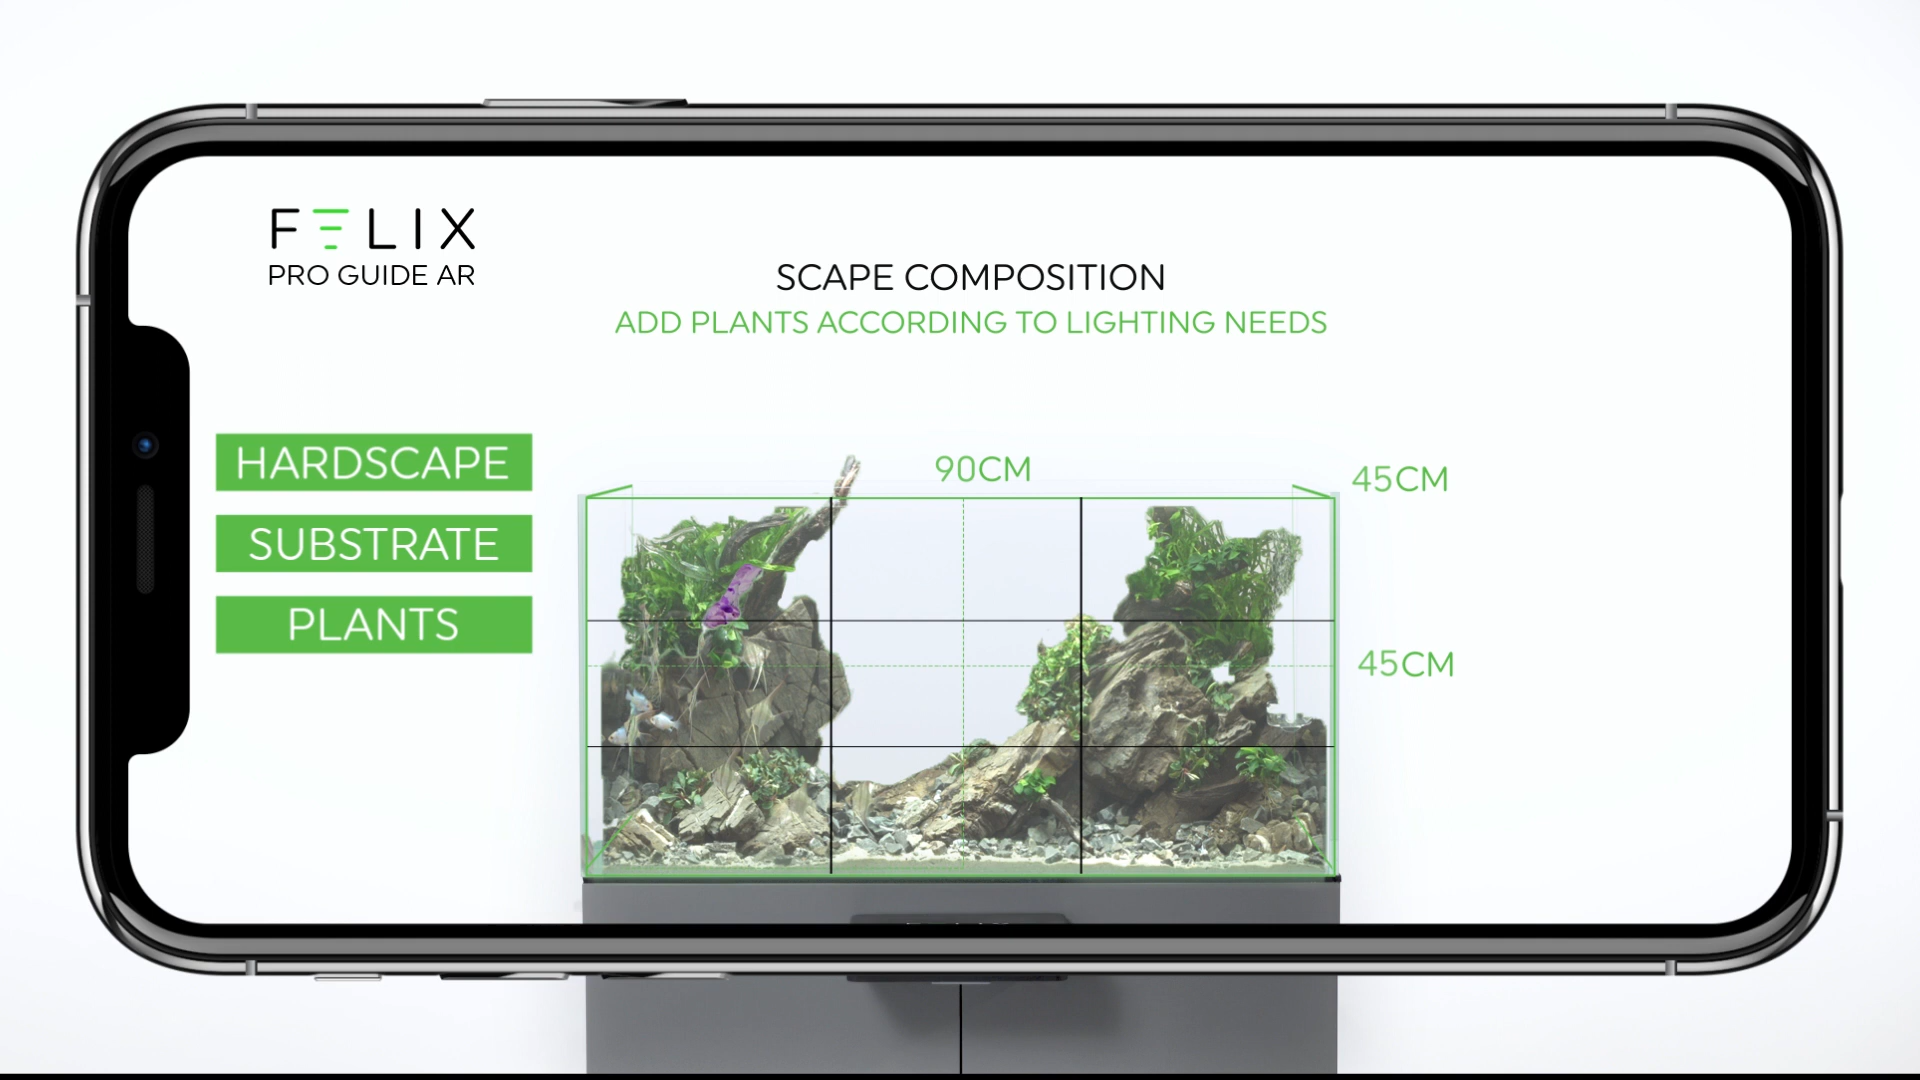 FELIX
PRO GUIDE AR
SCAPE COMPOSITION
ADD PLANTS ACCORDING TO LIGHTING NEEDS
HARDSCAPE
SUBSTRATE
PLANTS
90CM
45CM
45CM